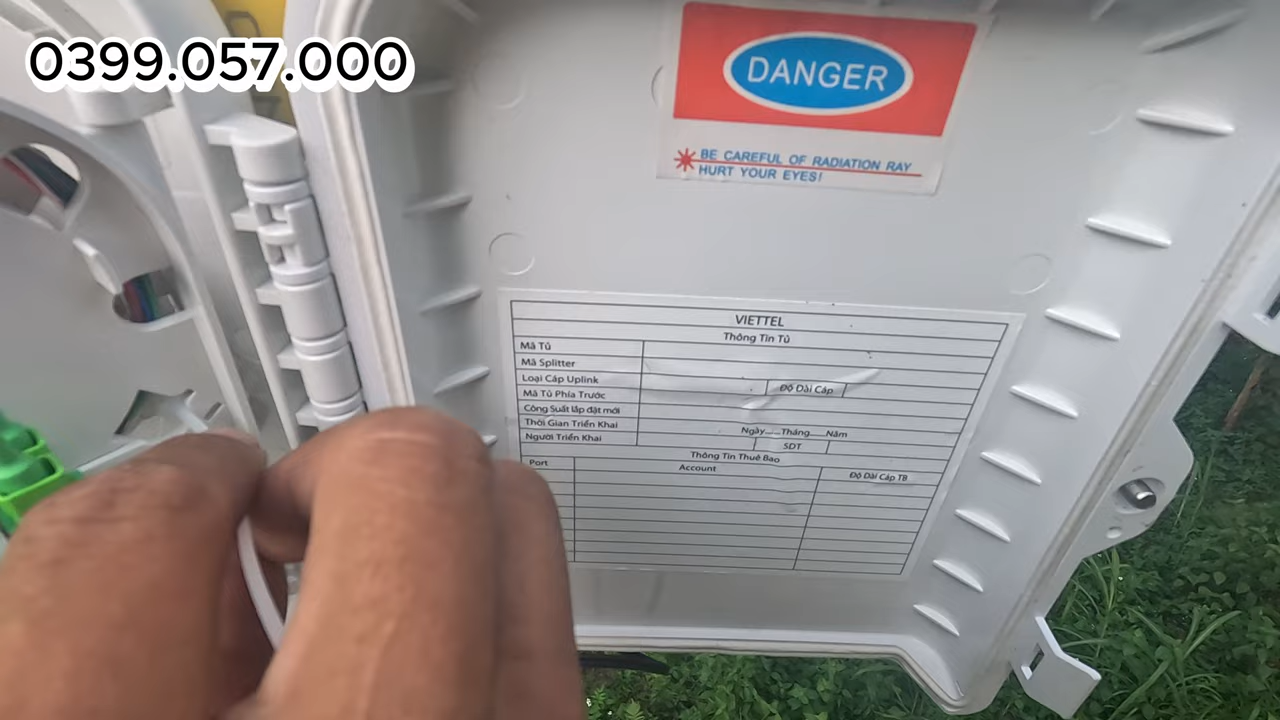 0399.057.000
DANGER
BE CAREFUL OF RADIATION RAY
HURT YOUR EYES!
VIETTEL
Thông Tin Tủ
Mã Tủ
Mã Splitter
Loại Cáp Uplink
Độ Dài Cáp
Mã Tủ Phía Trước
Công Suất lắp đặt mới
Thời Gian Triển Khai
Ngày.....Tháng.....Năm
Người Triển Khai
SDT
Thông Tin Thuê Bao
Port
Account
Độ Dài Cáp TB